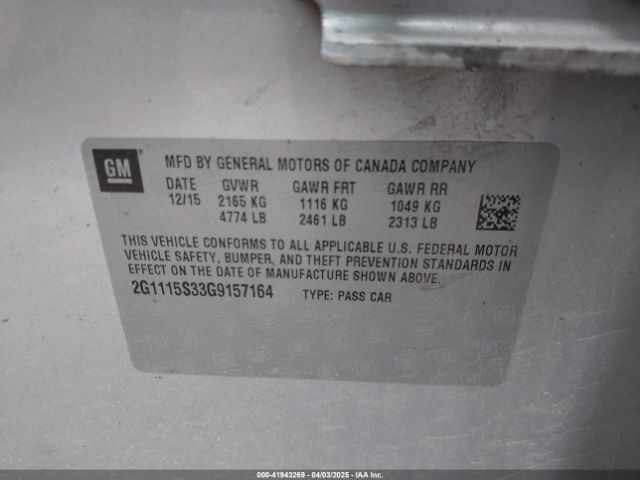 GM
MFD BY GENERAL MOTORS OF CANADA COMPANY
DATE GVWR GAWR FRT GAWR RR
12/15 2165 KG 1116 KG 1049 KG
4774 LB 2461 LB 2313 LB
THIS VEHICLE CONFORMS TO ALL APPLICABLE U.S. FEDERAL MOTOR
VEHICLE SAFETY, BUMPER, AND THEFT PREVENTION STANDARDS IN
EFFECT ON THE DATE OF MANUFACTURE SHOWN ABOVE.
2G1115S33G9157164 TYPE: PASS CAR
000-41943269 - 04/03/2025 - IAA Inc.